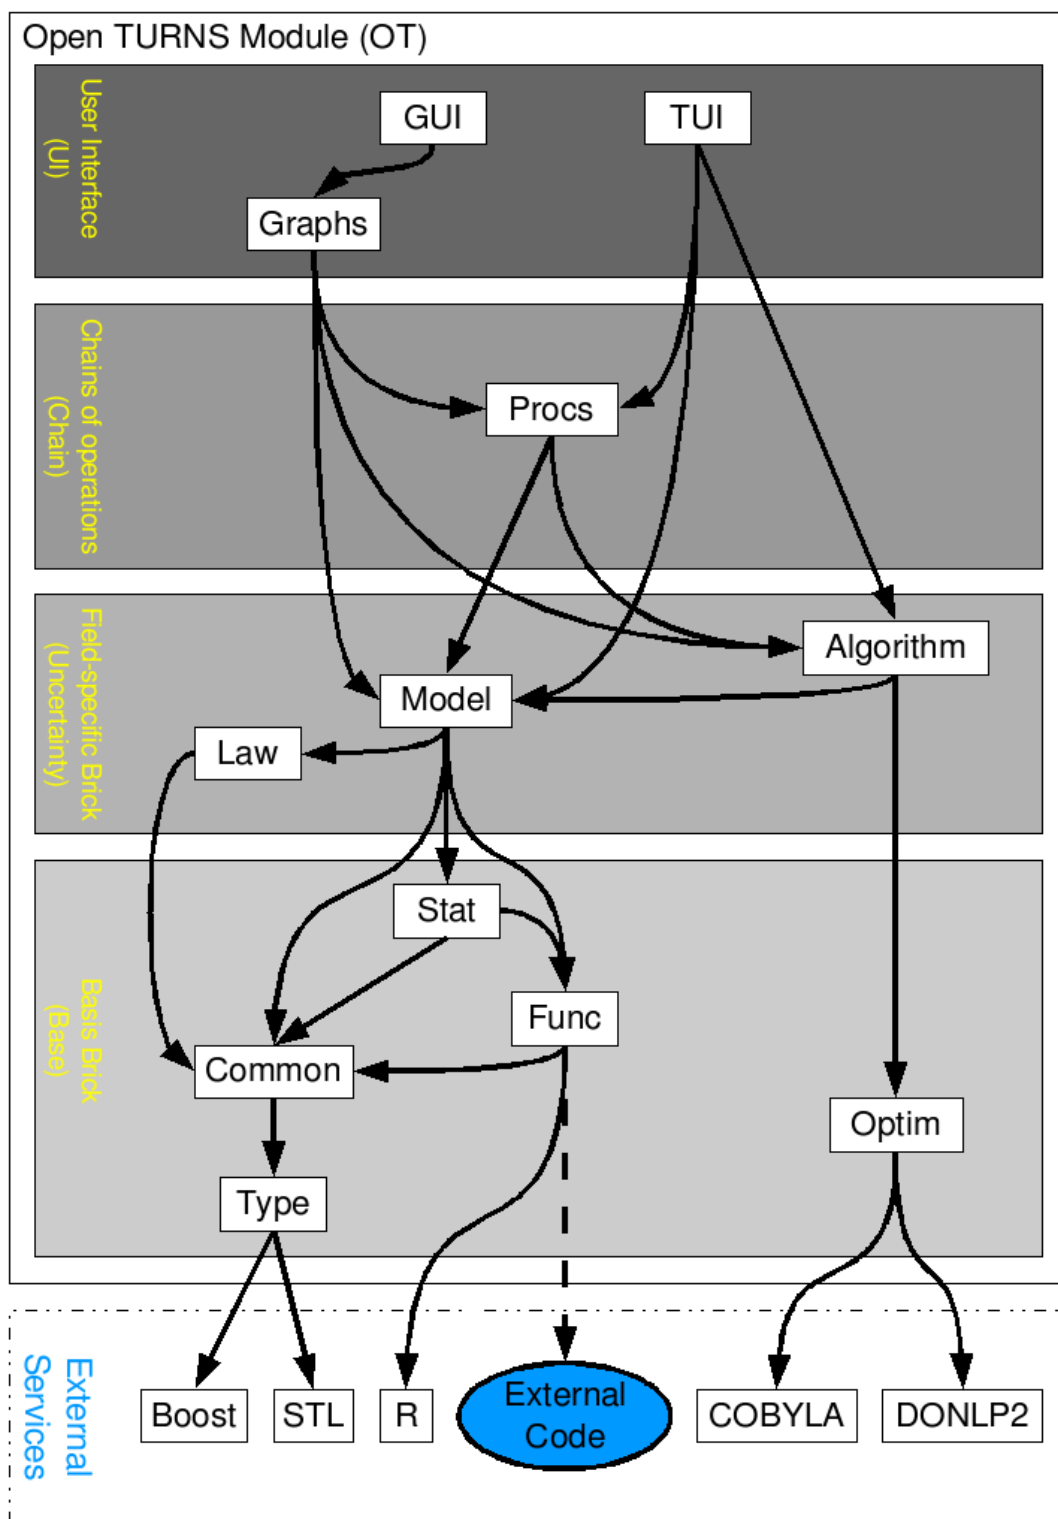 Open TURNS Module (OT)
User Interface
(UI)
GUI
TUI
Graphs
Chains of operations
(Chain)
Procs
Field-specific Brick
(Uncertainty)
Algorithm
Model
Law
Basis Brick
(Base)
Stat
Func
Common
Optim
Type
External
Services
Boost
STL
R
External
Code
COBYLA
DONLP2